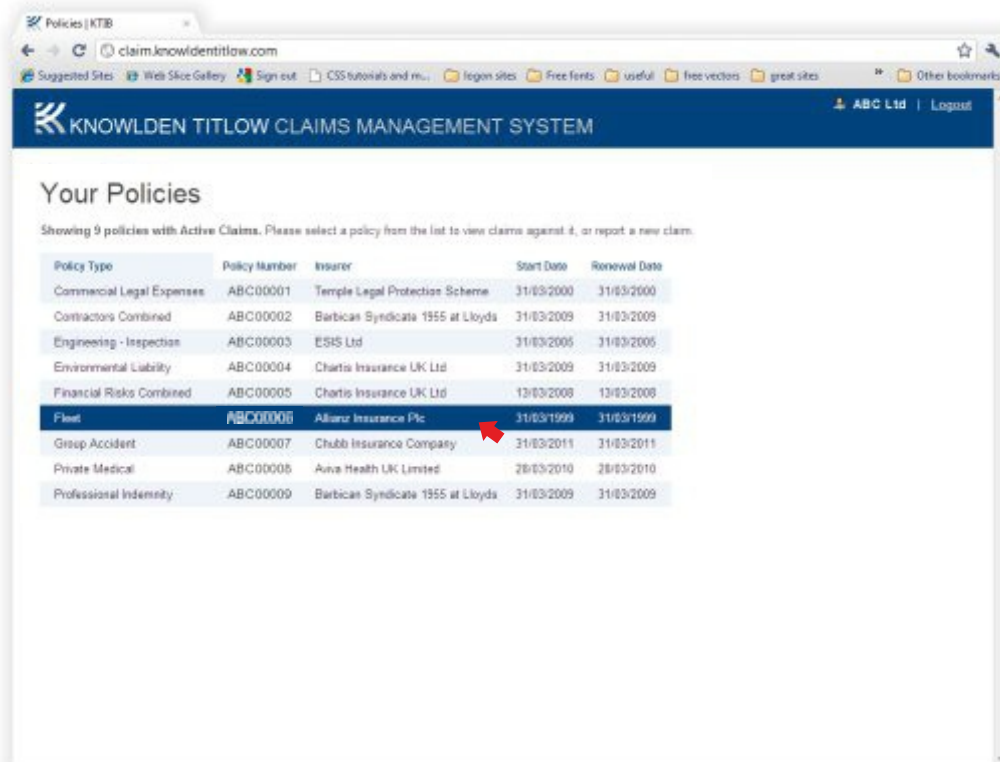 Policies | KTIB
claim.knowldentitlow.com
Suggested Sites Web Slice Gallery Sign out CSS tutorials and m... logon sites Free fonts useful free vectors great sites » Other bookmarks
ABC Ltd | Logout
KNOWLDEN TITLOW CLAIMS MANAGEMENT SYSTEM
Your Policies
Showing 9 policies with Active Claims. Please select a policy from the list to view claims against it, or report a new claim.
Policy Type Policy Number Insurer Start Date Renewal Date
Commercial Legal Expenses ABC00001 Temple Legal Protection Scheme 31/03/2000 31/03/2000
Contractors Combined ABC00002 Barbican Syndicate 1955 at Lloyds 31/03/2009 31/03/2009
Engineering - Inspection ABC00003 ESIS Ltd 31/03/2005 31/03/2005
Environmental Liability ABC00004 Chartis Insurance UK Ltd 31/03/2009 31/03/2009
Financial Risks Combined ABC00005 Chartis Insurance UK Ltd 13/03/2008 13/03/2008
Fleet ABC00006 Allianz Insurance Plc 31/03/1999 31/03/1999
Group Accident ABC00007 Chubb Insurance Company 31/03/2011 31/03/2011
Private Medical ABC00008 Aviva Health UK Limited 28/03/2010 28/03/2010
Professional Indemnity ABC00009 Barbican Syndicate 1955 at Lloyds 31/03/2009 31/03/2009